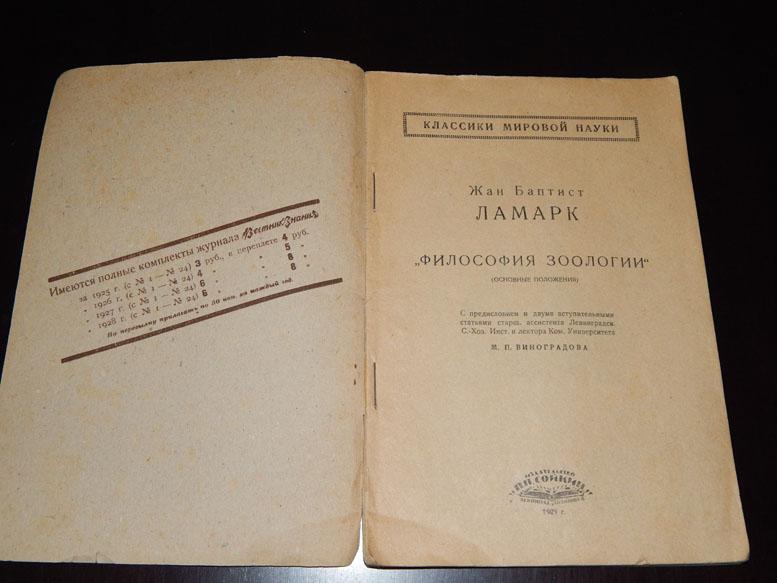 Имеются полные комплекты журнала Вестник Знания
за 1925 г. (с № 1 — № 24) 3 руб., в переплете 4 руб.
" 1926 г. (с № 1 — № 24) 4 " " " 5 "
" 1927 г. (с № 1 — № 24) 6 " " " 8 "
" 1928 г. (с № 1 — № 24) 6 " " " 8 "
На пересылку прилагать по 50 коп. на каждый год.
КЛАССИКИ МИРОВОЙ НАУКИ
Жан Баптист
ЛАМАРК
„ФИЛОСОФИЯ ЗООЛОГИИ“
(ОСНОВНЫЕ ПОЛОЖЕНИЯ)
С предисловием и двумя вступительными
статьями старш. ассистента Ленинградск.
С.-Хоз. Инст. и лектора Ком. Университета
М. П. ВИНОГРАДОВА
ИЗДАТЕЛЬСТВО
П.П. СОЙКИН
1929 г.